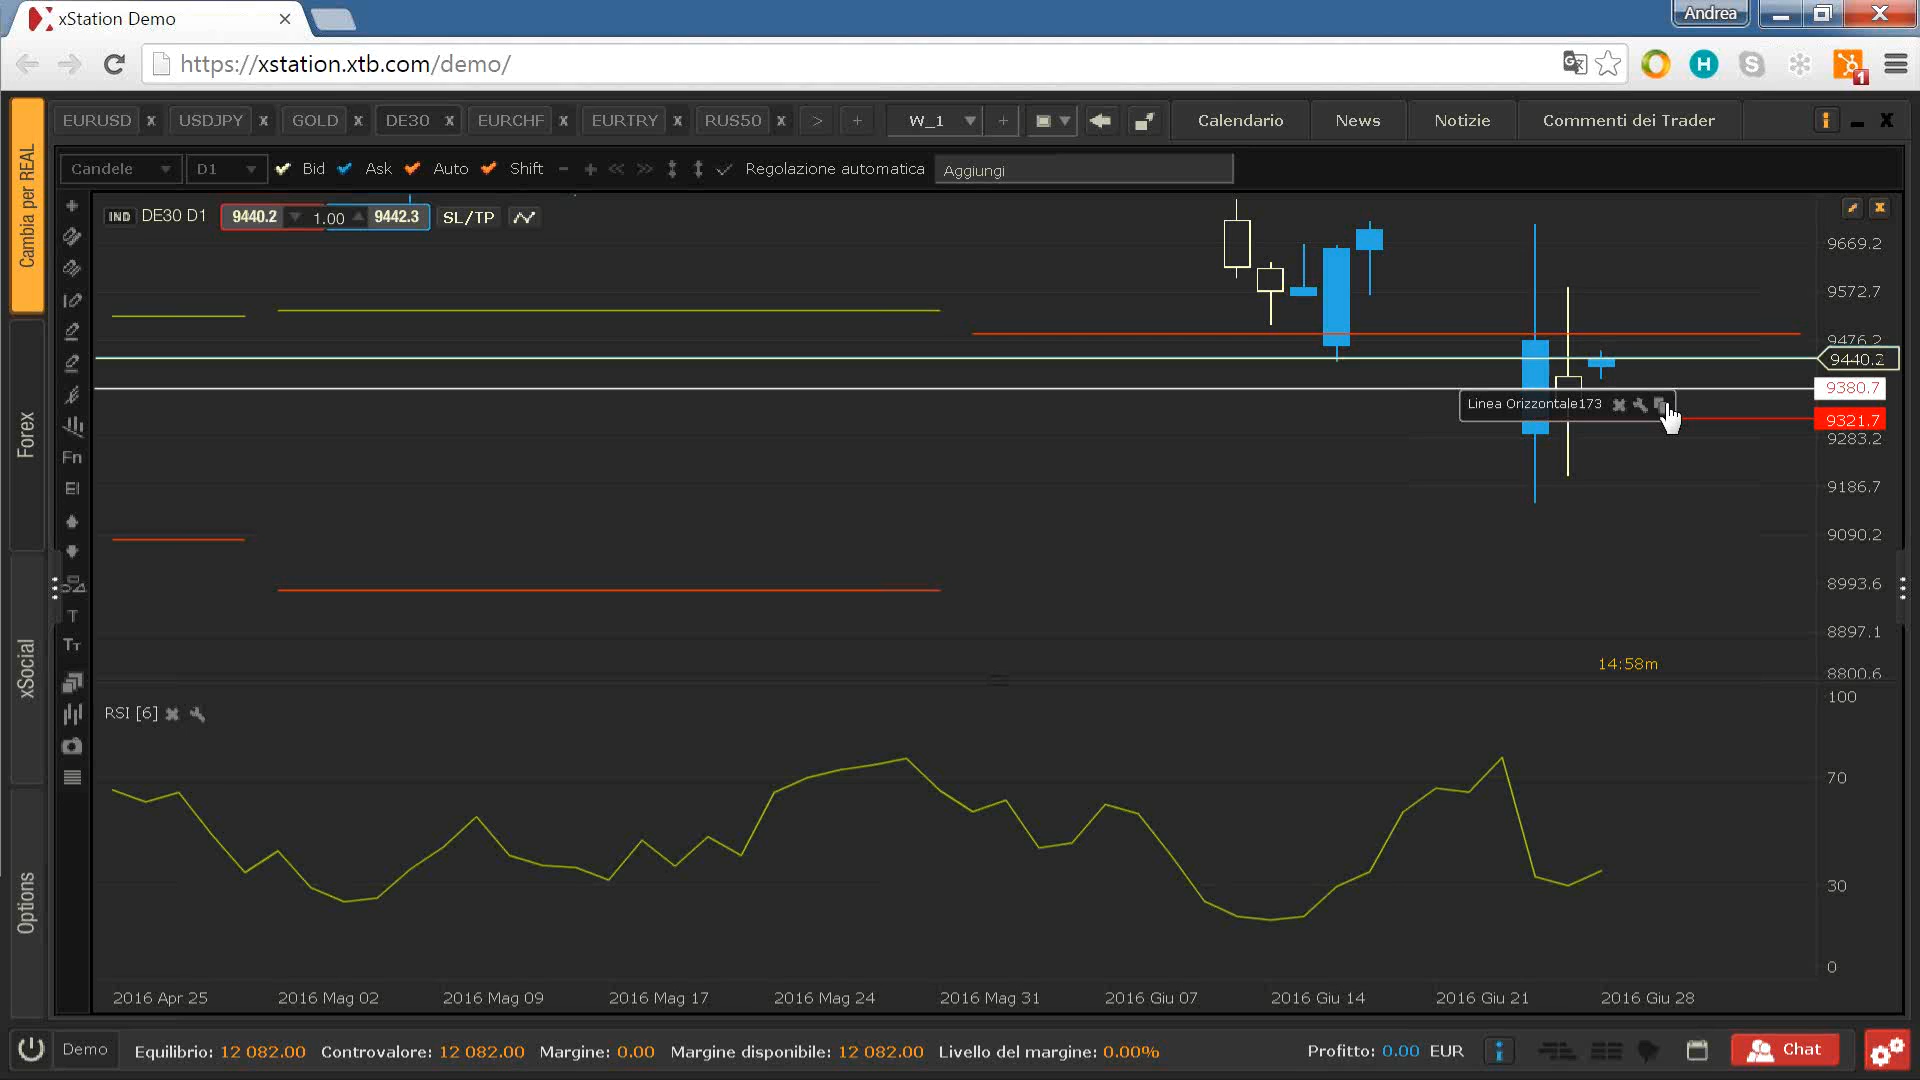 xStation Demo
Andrea
https://xstation.xtb.com/demo/
H
1
EURUSD x USDJPY x GOLD x DE30 x EURCHF x EURTRY x RUS50 x > + W_1 + Calendario News Notizie Commenti dei Trader
Cambia per REAL
Candele D1 Bid Ask Auto Shift Regolazione automatica Aggiungi
IND DE30 D1 9440.2 1.00 9442.3 SL/TP
9669.2
9572.7
9476.2
9440.2
9380.7
Linea Orizzontale173
9321.7
9283.2
9186.7
9090.2
8993.6
8897.1
14:58m
8800.6
Forex
xSocial
Options
Fn
EI
T
TT
RSI [6]
100
70
30
0
2016 Apr 25
2016 Mag 02
2016 Mag 09
2016 Mag 17
2016 Mag 24
2016 Mag 31
2016 Giu 07
2016 Giu 14
2016 Giu 21
2016 Giu 28
Demo Equilibrio: 12 082.00 Controvalore: 12 082.00 Margine: 0.00 Margine disponibile: 12 082.00 Livello del margine: 0.00% Profitto: 0.00 EUR Chat